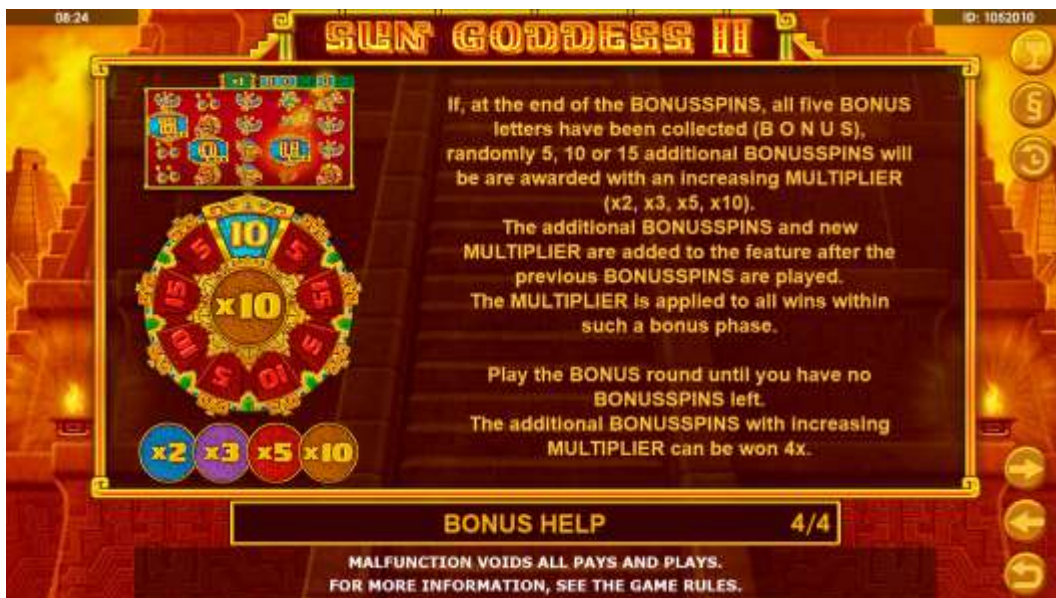 08:24
ID: 1062010
SUN GODDESS II
If, at the end of the BONUSSPINS, all five BONUS
letters have been collected (B O N U S),
randomly 5, 10 or 15 additional BONUSSPINS will
be are awarded with an increasing MULTIPLIER
(x2, x3, x5, x10).
The additional BONUSSPINS and new
MULTIPLIER are added to the feature after the
previous BONUSSPINS are played.
The MULTIPLIER is applied to all wins within
such a bonus phase.
Play the BONUS round until you have no
BONUSSPINS left.
The additional BONUSSPINS with increasing
MULTIPLIER can be won 4x.
10
5
5
15
15
x10
10
5
5
10
x2 x3 x5 x10
BONUS HELP 4/4
MALFUNCTION VOIDS ALL PAYS AND PLAYS.
FOR MORE INFORMATION, SEE THE GAME RULES.